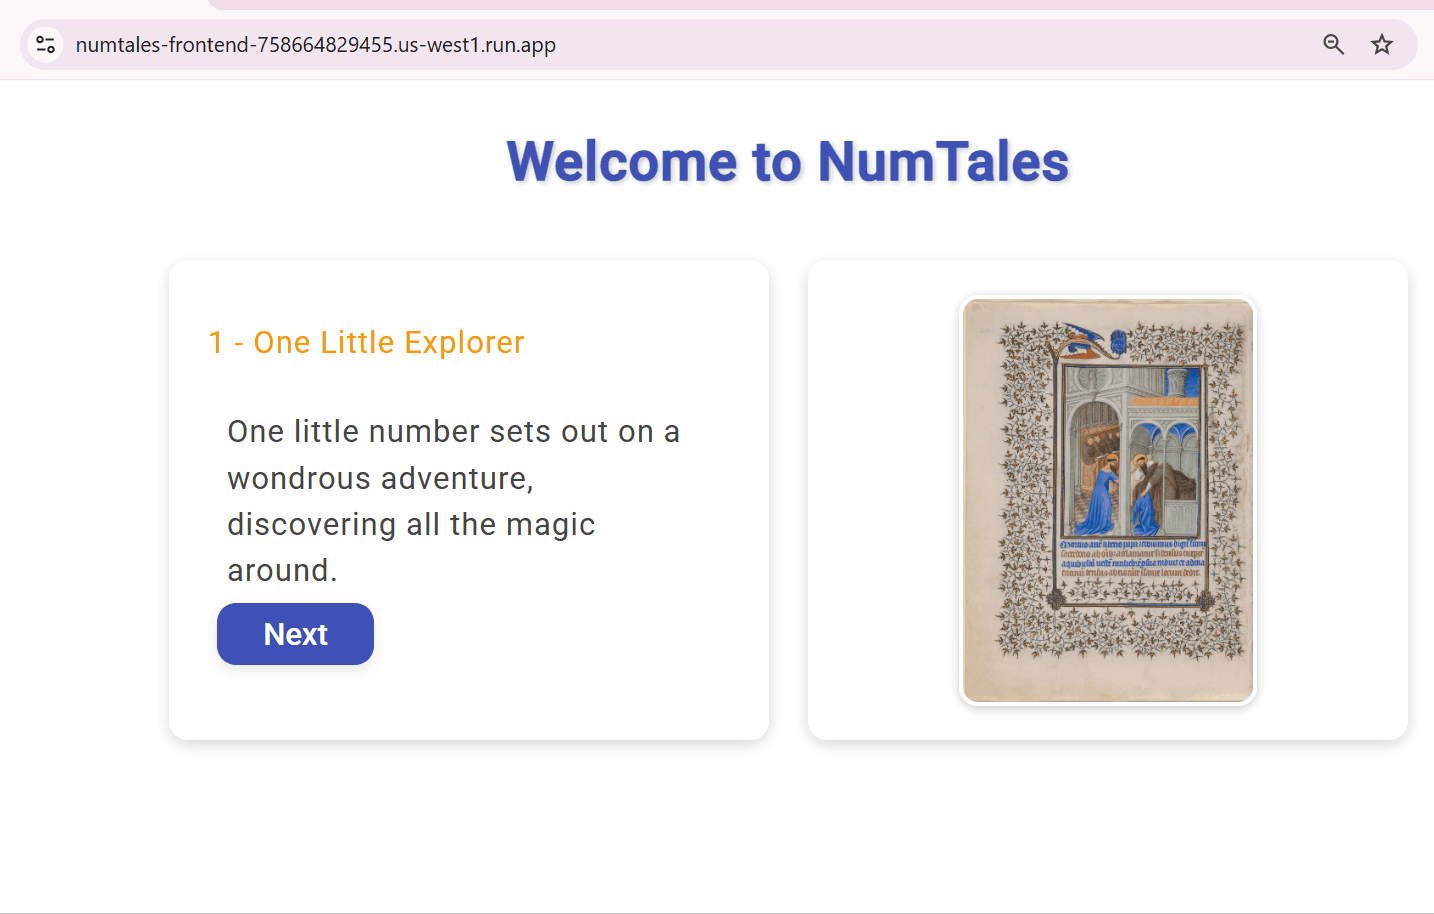 numtales-frontend-758664829455.us-west1.run.app
Welcome to NumTales
1 - One Little Explorer
One little number sets out on a
wondrous adventure,
discovering all the magic
around.
Next